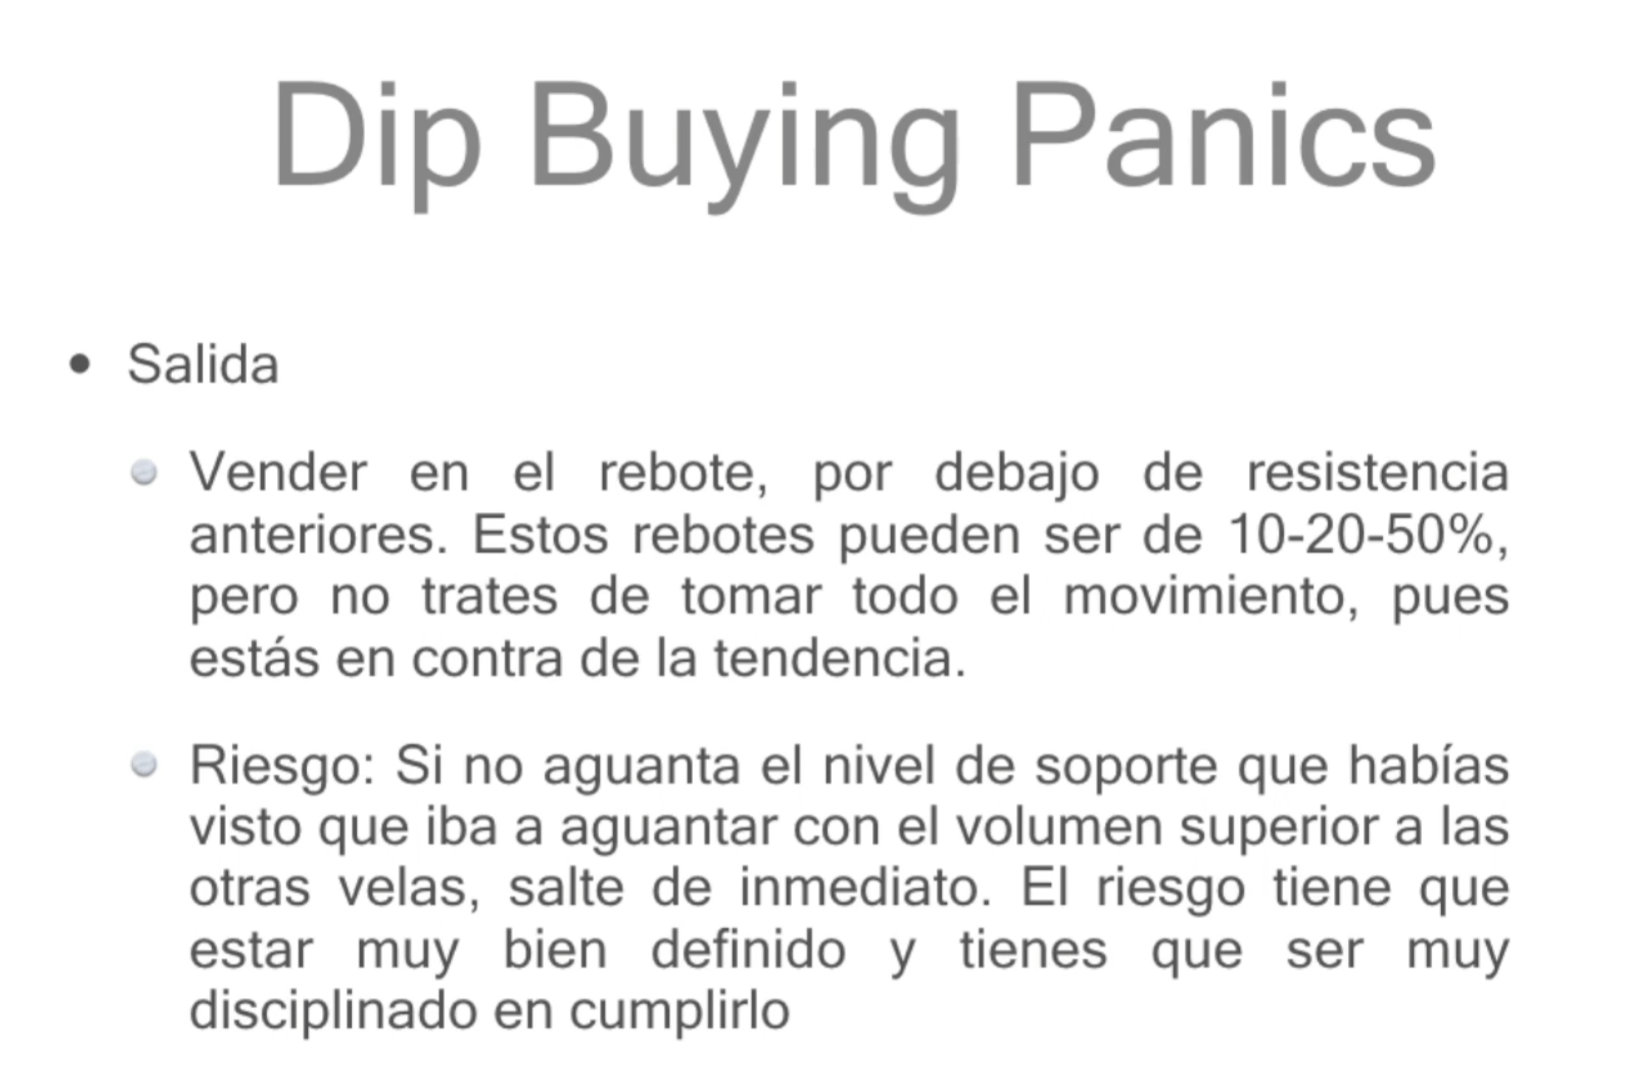 Dip Buying Panics
• Salida
Vender en el rebote, por debajo de resistencia
anteriores. Estos rebotes pueden ser de 10-20-50%,
pero no trates de tomar todo el movimiento, pues
estás en contra de la tendencia.
Riesgo: Si no aguanta el nivel de soporte que habías
visto que iba a aguantar con el volumen superior a las
otras velas, salte de inmediato. El riesgo tiene que
estar muy bien definido y tienes que ser muy
disciplinado en cumplirlo